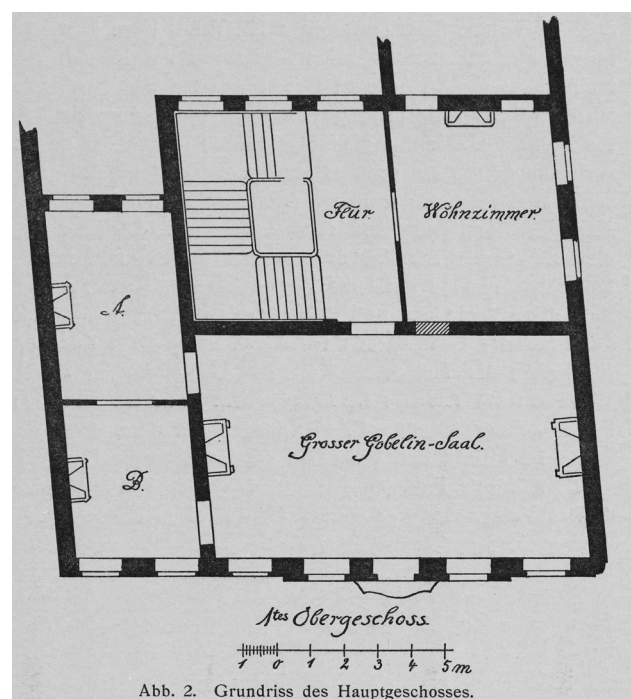 Flur.
Wohnzimmer.
A.
Grosser Gobelin-Saal.
B.
1tes Obergeschoss.
1 0 1 2 3 4 5 m
Abb. 2. Grundriss des Hauptgeschosses.